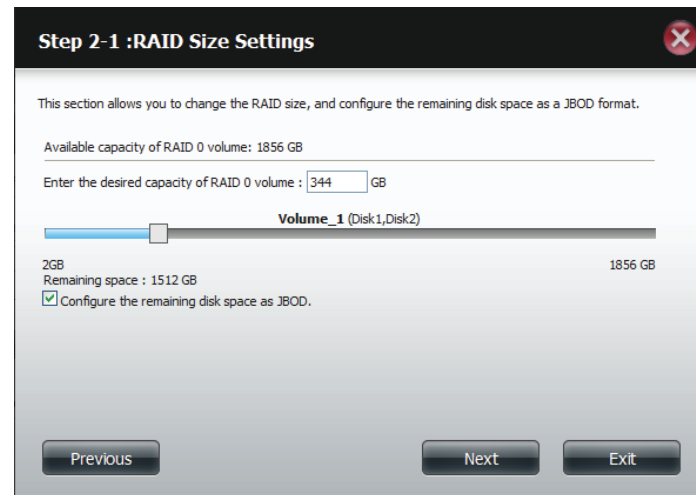 Step 2-1 :RAID Size Settings
This section allows you to change the RAID size, and configure the remaining disk space as a JBOD format.
Available capacity of RAID 0 volume: 1856 GB
Enter the desired capacity of RAID 0 volume : 344 GB
Volume_1 (Disk1,Disk2)
2GB 1856 GB
Remaining space : 1512 GB
Configure the remaining disk space as JBOD.
Previous Next Exit